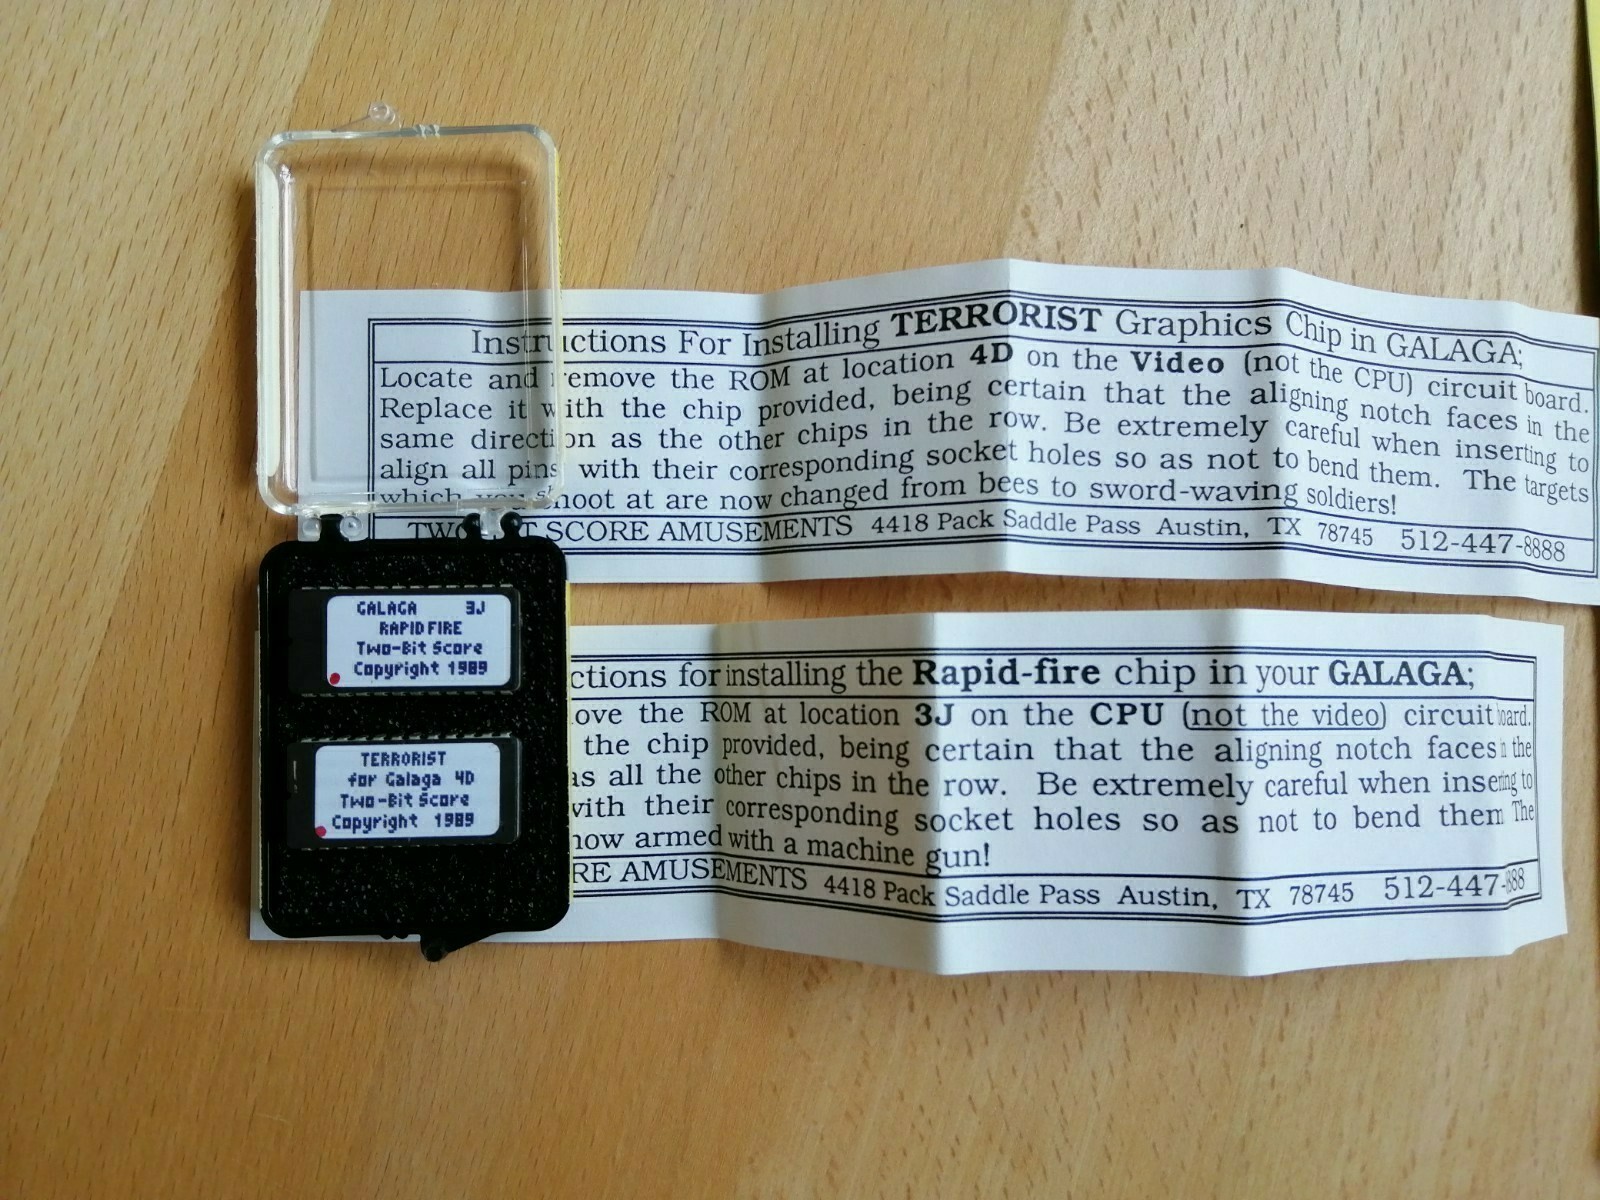 Instructions For Installing TERRORIST Graphics Chip in GALAGA;
Locate and remove the ROM at location 4D on the Video (not the CPU) circuit board.
Replace it with the chip provided, being certain that the aligning notch faces in the
same direction as the other chips in the row. Be extremely careful when inserting to
align all pins with their corresponding socket holes so as not to bend them. The targets
which you shoot at are now changed from bees to sword-waving soldiers!
SCORE AMUSEMENTS 4418 Pack Saddle Pass Austin, TX 78745 512-447-8888
GALAGA 3J
RAPID FIRE
Two-Bit Score
Copyright 1989
TERRORIST
for Galaga 4D
Two-Bit Score
Copyright 1989
ctions for installing the Rapid-fire chip in your GALAGA;
ove the ROM at location 3J on the CPU (not the video) circuit board.
the chip provided, being certain that the aligning notch faces in the
as all the other chips in the row. Be extremely careful when inserting to
with their corresponding socket holes so as not to bend them The
now armed with a machine gun!
RE AMUSEMENTS 4418 Pack Saddle Pass Austin, TX 78745 512-447-888